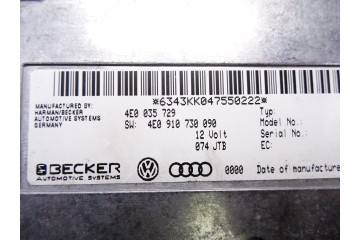 *6343KK047550222*
MANUFACTURED BY:
HARMAN/BECKER
AUTOMOTIVE SYSTEMS
GERMANY
4E0 035 729
SW: 4E0 910 730 090
12 Volt
074 JTB
Typ:
Model No.:
Serial No.:
EC:
BECKER
AUTOMOTIVE SYSTEMS
0000 Date of manufacture